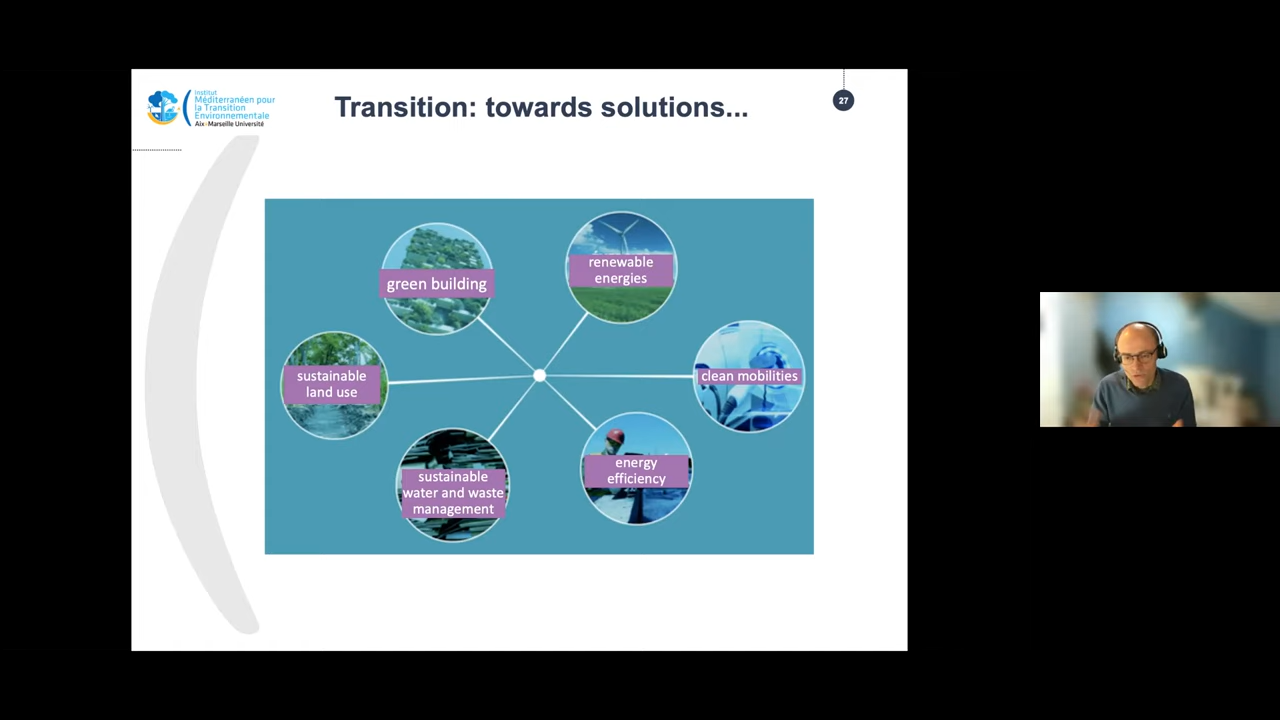 Institut
Méditerranéen pour
la Transition
Environnementale
Aix-Marseille Université
Transition: towards solutions...
27
green building
renewable
energies
sustainable
land use
clean mobilities
sustainable
water and waste
management
energy
efficiency